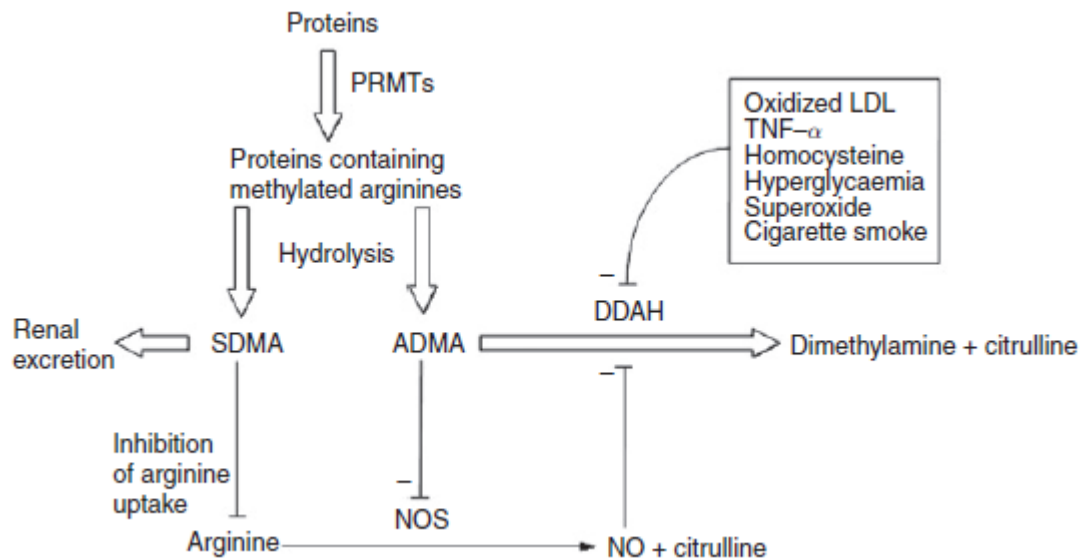 Proteins
PRMTs
Oxidized LDL
TNF–α
Homocysteine
Hyperglycaemia
Superoxide
Cigarette smoke
Proteins containing
methylated arginines
Hydrolysis
–
DDAH
Renal
excretion
SDMA
ADMA
Dimethylamine + citrulline
–
Inhibition
of arginine
uptake
–
NOS
Arginine
NO + citrulline